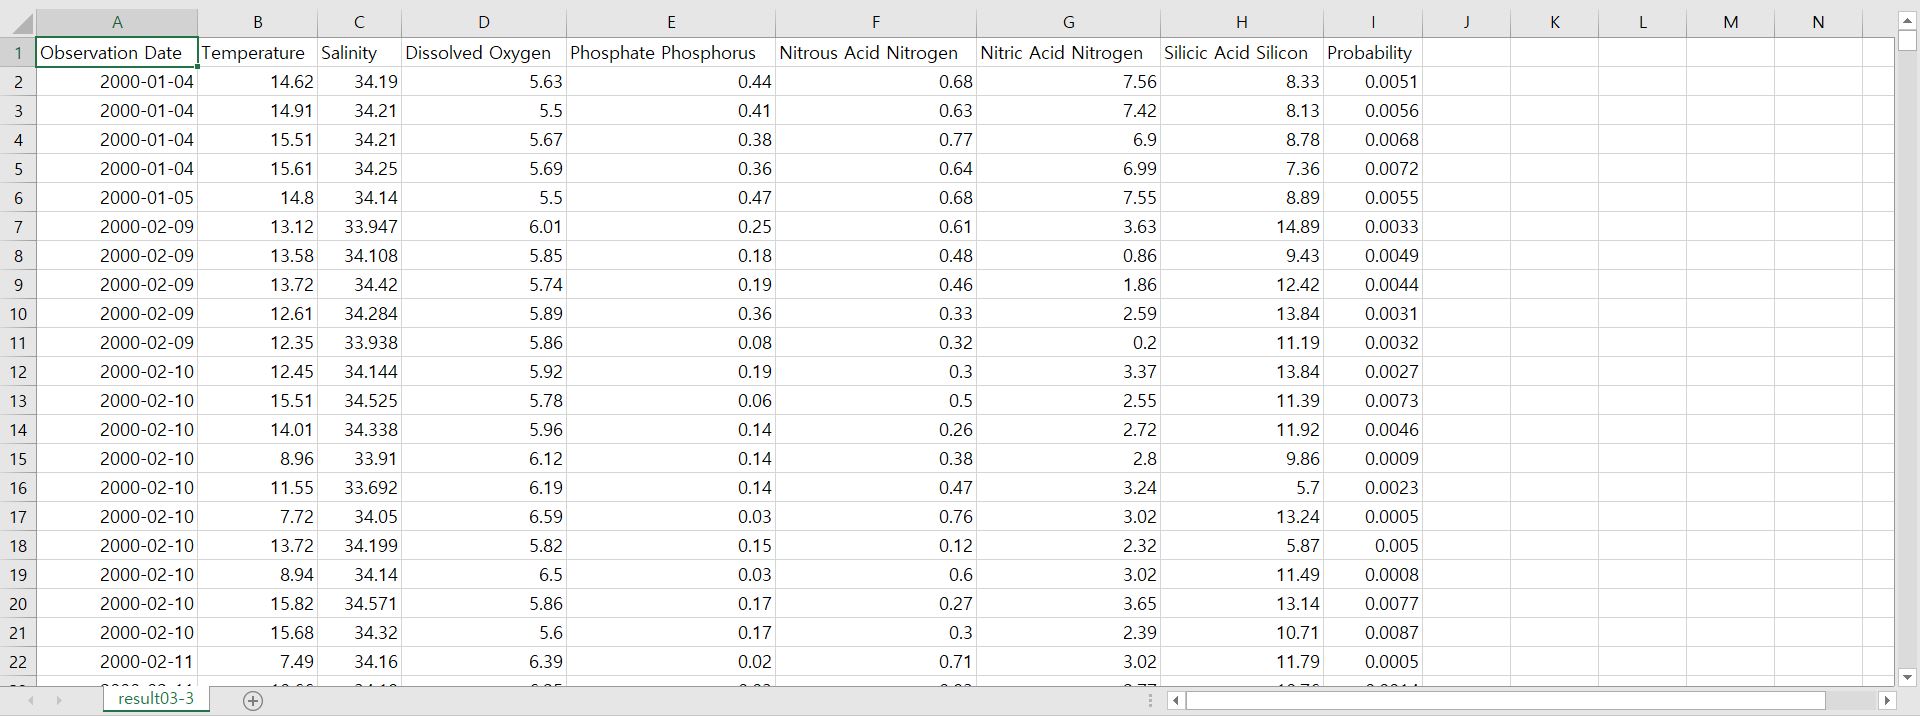 A B C D E F G H I J K L M N
1 Observation Date Temperature Salinity Dissolved Oxygen Phosphate Phosphorus Nitrous Acid Nitrogen Nitric Acid Nitrogen Silicic Acid Silicon Probability
2 2000-01-04 14.62 34.19 5.63 0.44 0.68 7.56 8.33 0.0051
3 2000-01-04 14.91 34.21 5.5 0.41 0.63 7.42 8.13 0.0056
4 2000-01-04 15.51 34.21 5.67 0.38 0.77 6.9 8.78 0.0068
5 2000-01-04 15.61 34.25 5.69 0.36 0.64 6.99 7.36 0.0072
6 2000-01-05 14.8 34.14 5.5 0.47 0.68 7.55 8.89 0.0055
7 2000-02-09 13.12 33.947 6.01 0.25 0.61 3.63 14.89 0.0033
8 2000-02-09 13.58 34.108 5.85 0.18 0.48 0.86 9.43 0.0049
9 2000-02-09 13.72 34.42 5.74 0.19 0.46 1.86 12.42 0.0044
10 2000-02-09 12.61 34.284 5.89 0.36 0.33 2.59 13.84 0.0031
11 2000-02-09 12.35 33.938 5.86 0.08 0.32 0.2 11.19 0.0032
12 2000-02-10 12.45 34.144 5.92 0.19 0.3 3.37 13.84 0.0027
13 2000-02-10 15.51 34.525 5.78 0.06 0.5 2.55 11.39 0.0073
14 2000-02-10 14.01 34.338 5.96 0.14 0.26 2.72 11.92 0.0046
15 2000-02-10 8.96 33.91 6.12 0.14 0.38 2.8 9.86 0.0009
16 2000-02-10 11.55 33.692 6.19 0.14 0.47 3.24 5.7 0.0023
17 2000-02-10 7.72 34.05 6.59 0.03 0.76 3.02 13.24 0.0005
18 2000-02-10 13.72 34.199 5.82 0.15 0.12 2.32 5.87 0.005
19 2000-02-10 8.94 34.14 6.5 0.03 0.6 3.02 11.49 0.0008
20 2000-02-10 15.82 34.571 5.86 0.17 0.27 3.65 13.14 0.0077
21 2000-02-10 15.68 34.32 5.6 0.17 0.3 2.39 10.71 0.0087
22 2000-02-11 7.49 34.16 6.39 0.02 0.71 3.02 11.79 0.0005
result03-3